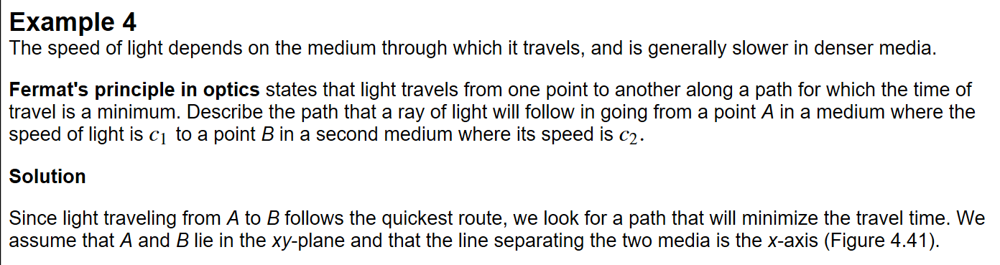 Example 4
The speed of light depends on the medium through which it travels, and is generally slower in denser media.
Fermat's principle in optics states that light travels from one point to another along a path for which the time of
travel is a minimum. Describe the path that a ray of light will follow in going from a point A in a medium where the
speed of light is c₁ to a point B in a second medium where its speed is c₂.
Solution
Since light traveling from A to B follows the quickest route, we look for a path that will minimize the travel time. We
assume that A and B lie in the xy-plane and that the line separating the two media is the x-axis (Figure 4.41).